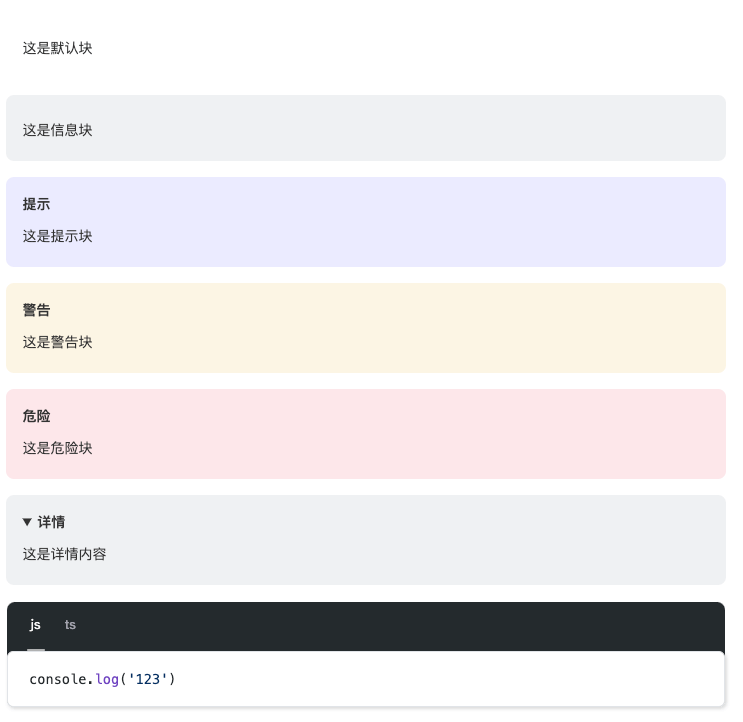 这是默认块
这是信息块
提示
这是提示块
警告
这是警告块
危险
这是危险块
▼ 详情
这是详情内容
js ts
console.log('123')